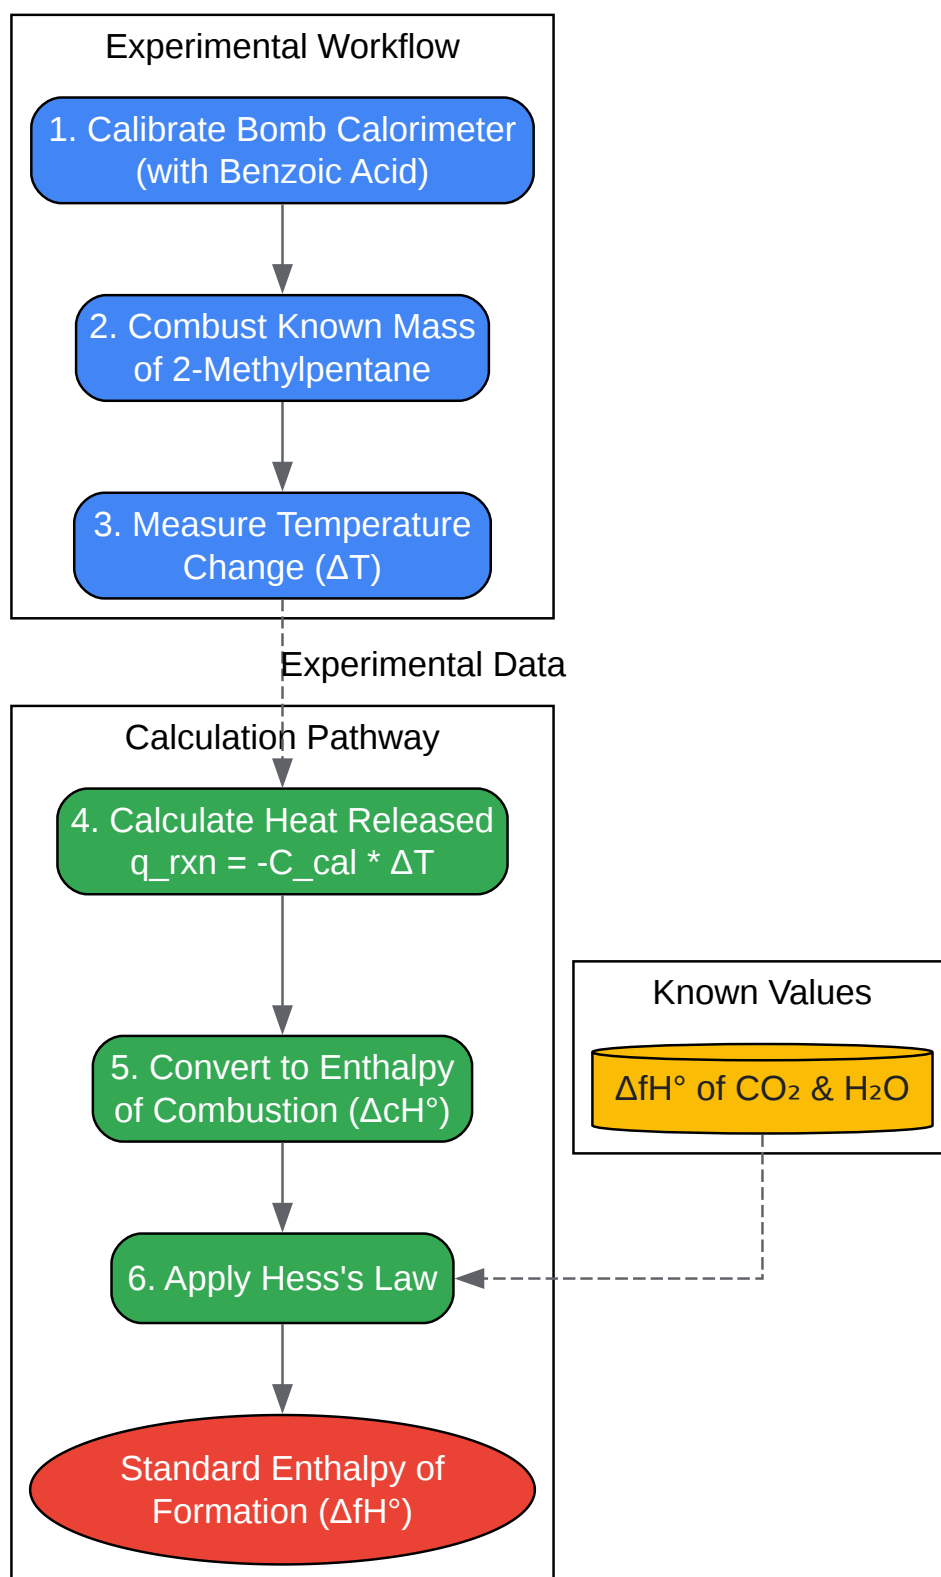 Experimental Workflow
1. Calibrate Bomb Calorimeter
(with Benzoic Acid)
2. Combust Known Mass
of 2-Methylpentane
3. Measure Temperature
Change (ΔT)
Experimental Data
Calculation Pathway
4. Calculate Heat Released
q_rxn = -C_cal * ΔT
5. Convert to Enthalpy
of Combustion (ΔcH°)
Known Values
ΔfH° of CO₂ & H₂O
6. Apply Hess's Law
Standard Enthalpy of
Formation (ΔfH°)